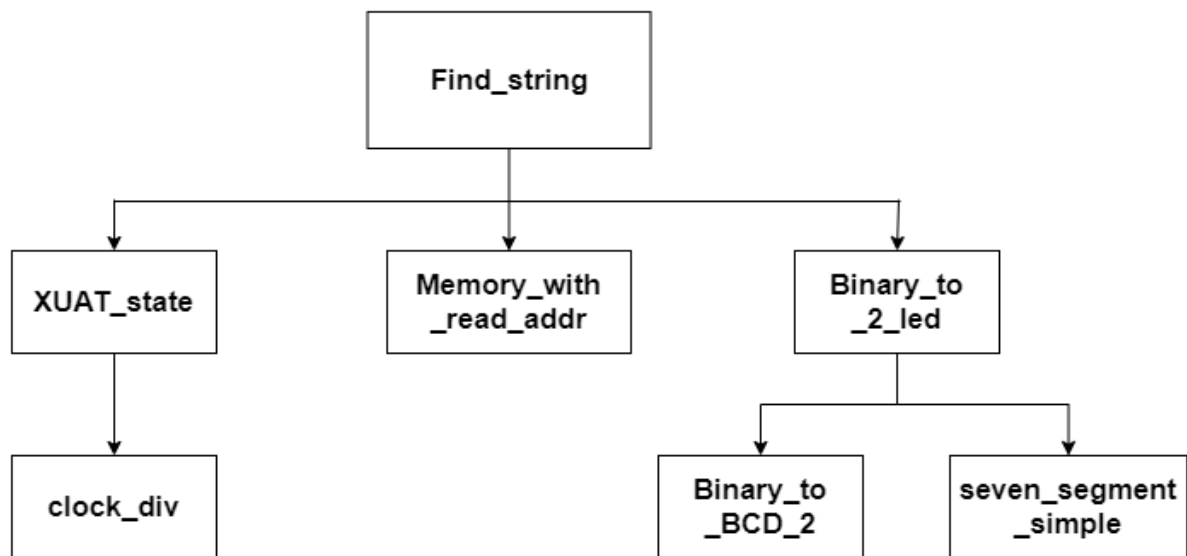 Find_string
XUAT_state
Memory_with
_read_addr
Binary_to
_2_led
clock_div
Binary_to
_BCD_2
seven_segment
_simple